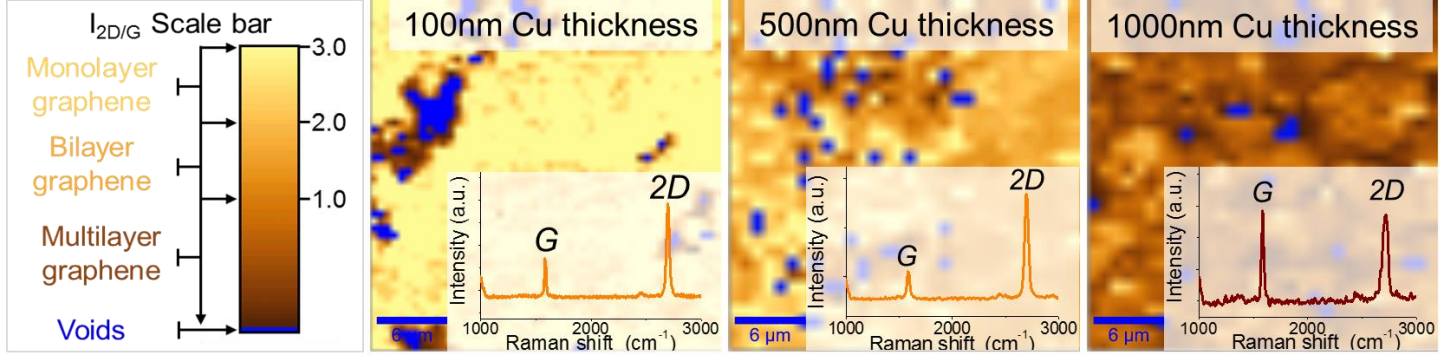 I2D/G Scale bar
3.0
Monolayer
graphene
2.0
Bilayer
graphene
1.0
Multilayer
graphene
Voids
100nm Cu thickness
Intensity (a.u.)
G
2D
6 μm
1000 2000 3000
Raman shift (cm-1)
500nm Cu thickness
Intensity (a.u.)
G
2D
6 μm
1000 2000 3000
Raman shift (cm-1)
1000nm Cu thickness
Intensity (a.u.)
G
2D
6 μm
1000 2000 3000
Raman shift (cm-1)